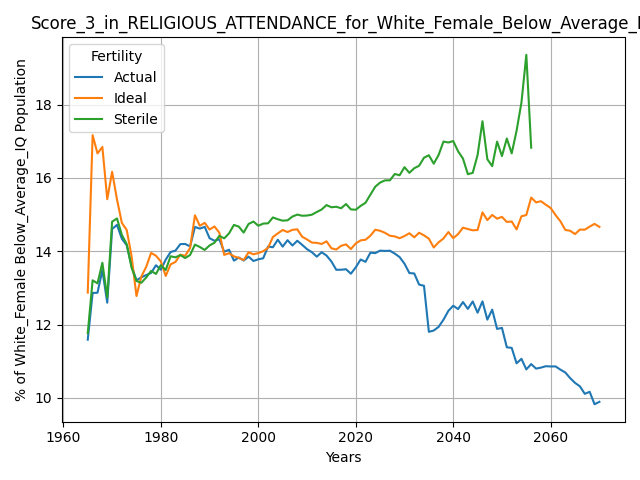 Score_3_in_RELIGIOUS_ATTENDANCE_for_White_Female_Below_Average_I
Fertility
Actual
Ideal
Sterile
% of White_Female Below_Average_IQ Population
18
16
14
12
10
1960
1980
2000
2020
2040
2060
Years